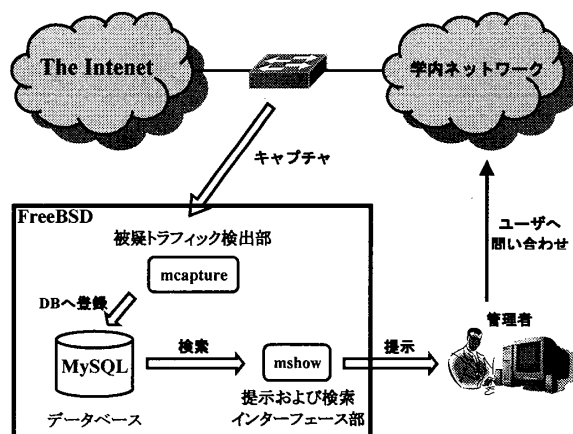 The Intenet
学内ネットワーク
キャプチャ
FreeBSD
被疑トラフィック検出部
mcapture
ユーザへ
問い合わせ
DBへ登録
MySQL
検索
mshow
提示
管理者
データベース
提示および検索
インターフェース部